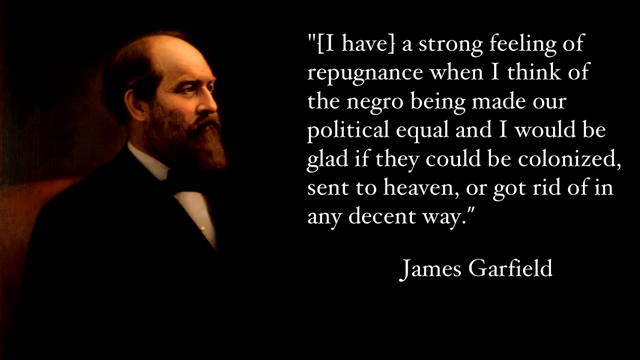 "[I have] a strong feeling of
repugnance when I think of
the negro being made our
political equal and I would be
glad if they could be colonized,
sent to heaven, or got rid of in
any decent way."
James Garfield